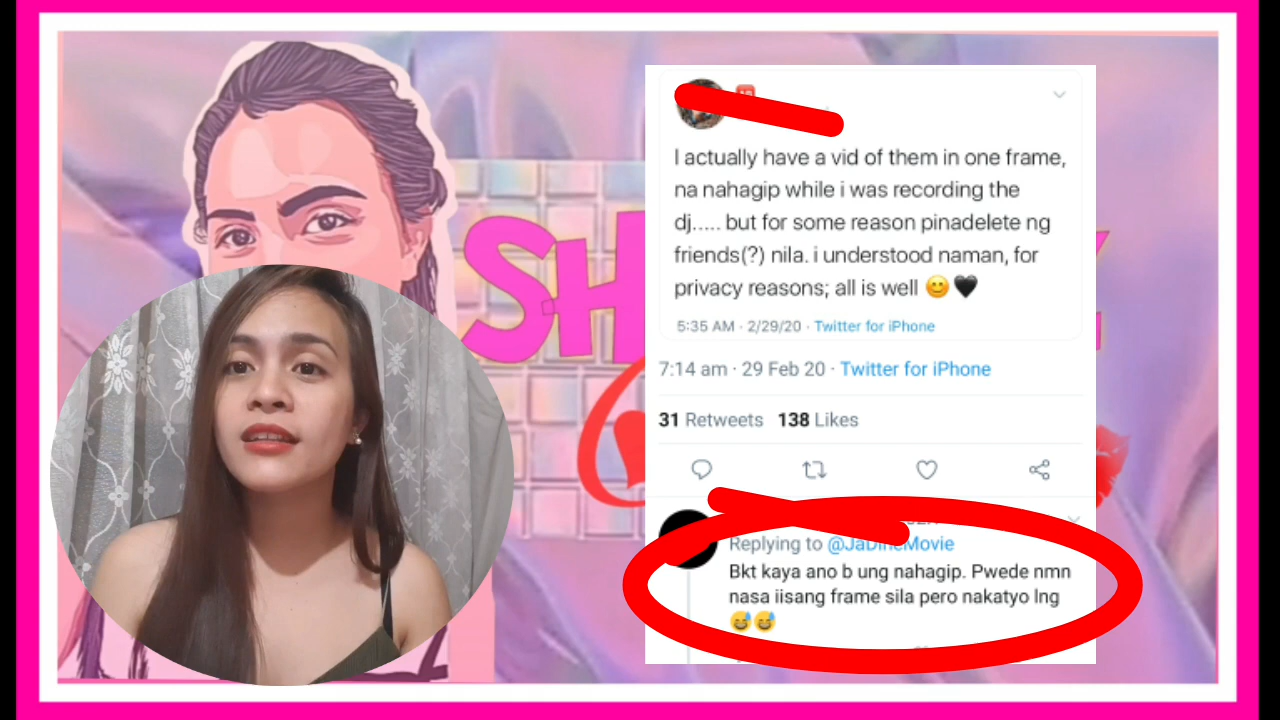 SH
I actually have a vid of them in one frame,
na nahagip while i was recording the
dj..... but for some reason pinadelete ng
friends(?) nila. i understood naman, for
privacy reasons; all is well 😊🖤
5:35 AM · 2/29/20 · Twitter for iPhone
7:14 am · 29 Feb 20 · Twitter for iPhone
31 Retweets 138 Likes
Replying to @JaDineMovie
Bkt kaya ano b ung nahagip. Pwede nmn
nasa iisang frame sila pero nakatyo lng
😅😅